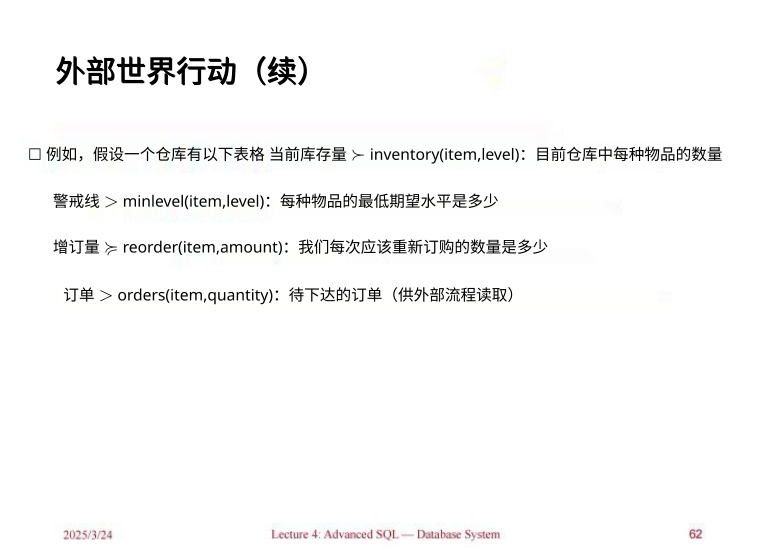 外部世界行动（续）
☐ 例如，假设一个仓库有以下表格 当前库存量 ≻ inventory(item,level)：目前仓库中每种物品的数量
警戒线 > minlevel(item,level)：每种物品的最低期望水平是多少
增订量 ≽ reorder(item,amount)：我们每次应该重新订购的数量是多少
订单 > orders(item,quantity)：待下达的订单（供外部流程读取）
2025/3/24 Lecture 4: Advanced SQL — Database System 62